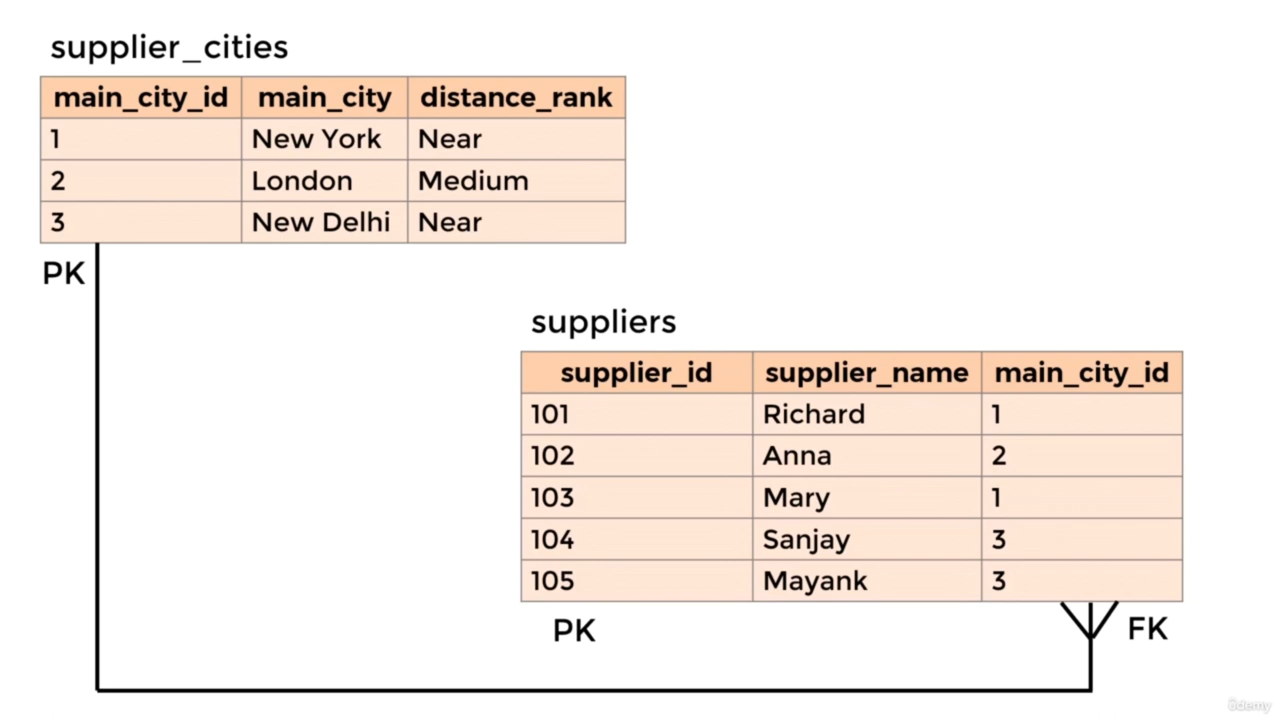 supplier_cities
main_city_id main_city distance_rank
1 New York Near
2 London Medium
3 New Delhi Near
PK
suppliers
supplier_id supplier_name main_city_id
101 Richard 1
102 Anna 2
103 Mary 1
104 Sanjay 3
105 Mayank 3
PK FK
ûdemy